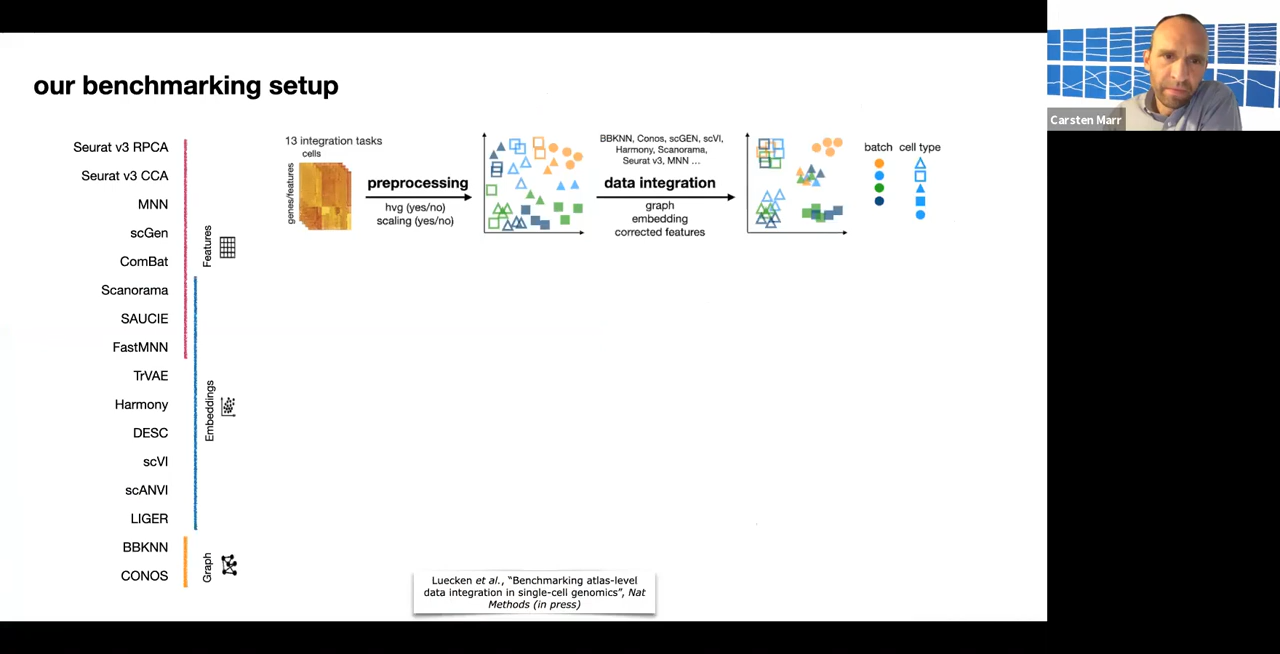 our benchmarking setup
Seurat v3 RPCA
Seurat v3 CCA
MNN
scGen
ComBat
Scanorama
SAUCIE
FastMNN
TrVAE
Harmony
DESC
scVI
scANVI
LIGER
BBKNN
CONOS
Features
Embeddings
Graph
13 integration tasks
cells
genes/features
preprocessing
hvg (yes/no)
scaling (yes/no)
BBKNN, Conos, scGEN, scVI,
Harmony, Scanorama,
Seurat v3, MNN ...
data integration
graph
embedding
corrected features
batch cell type
Luecken et al., “Benchmarking atlas-level
data integration in single-cell genomics”, Nat
Methods (in press)
Carsten Marr